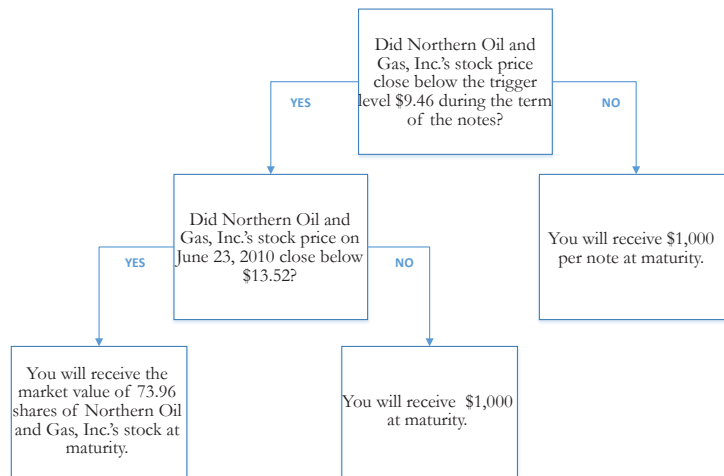 Did Northern Oil and
Gas, Inc.'s stock price
close below the trigger
level $9.46 during the term
of the notes?
YES
NO
Did Northern Oil and
Gas, Inc.'s stock price on
June 23, 2010 close below
$13.52?
You will receive $1,000
per note at maturity.
YES
NO
You will receive the
market value of 73.96
shares of Northern Oil
and Gas, Inc.'s stock at
maturity.
You will receive $1,000
at maturity.